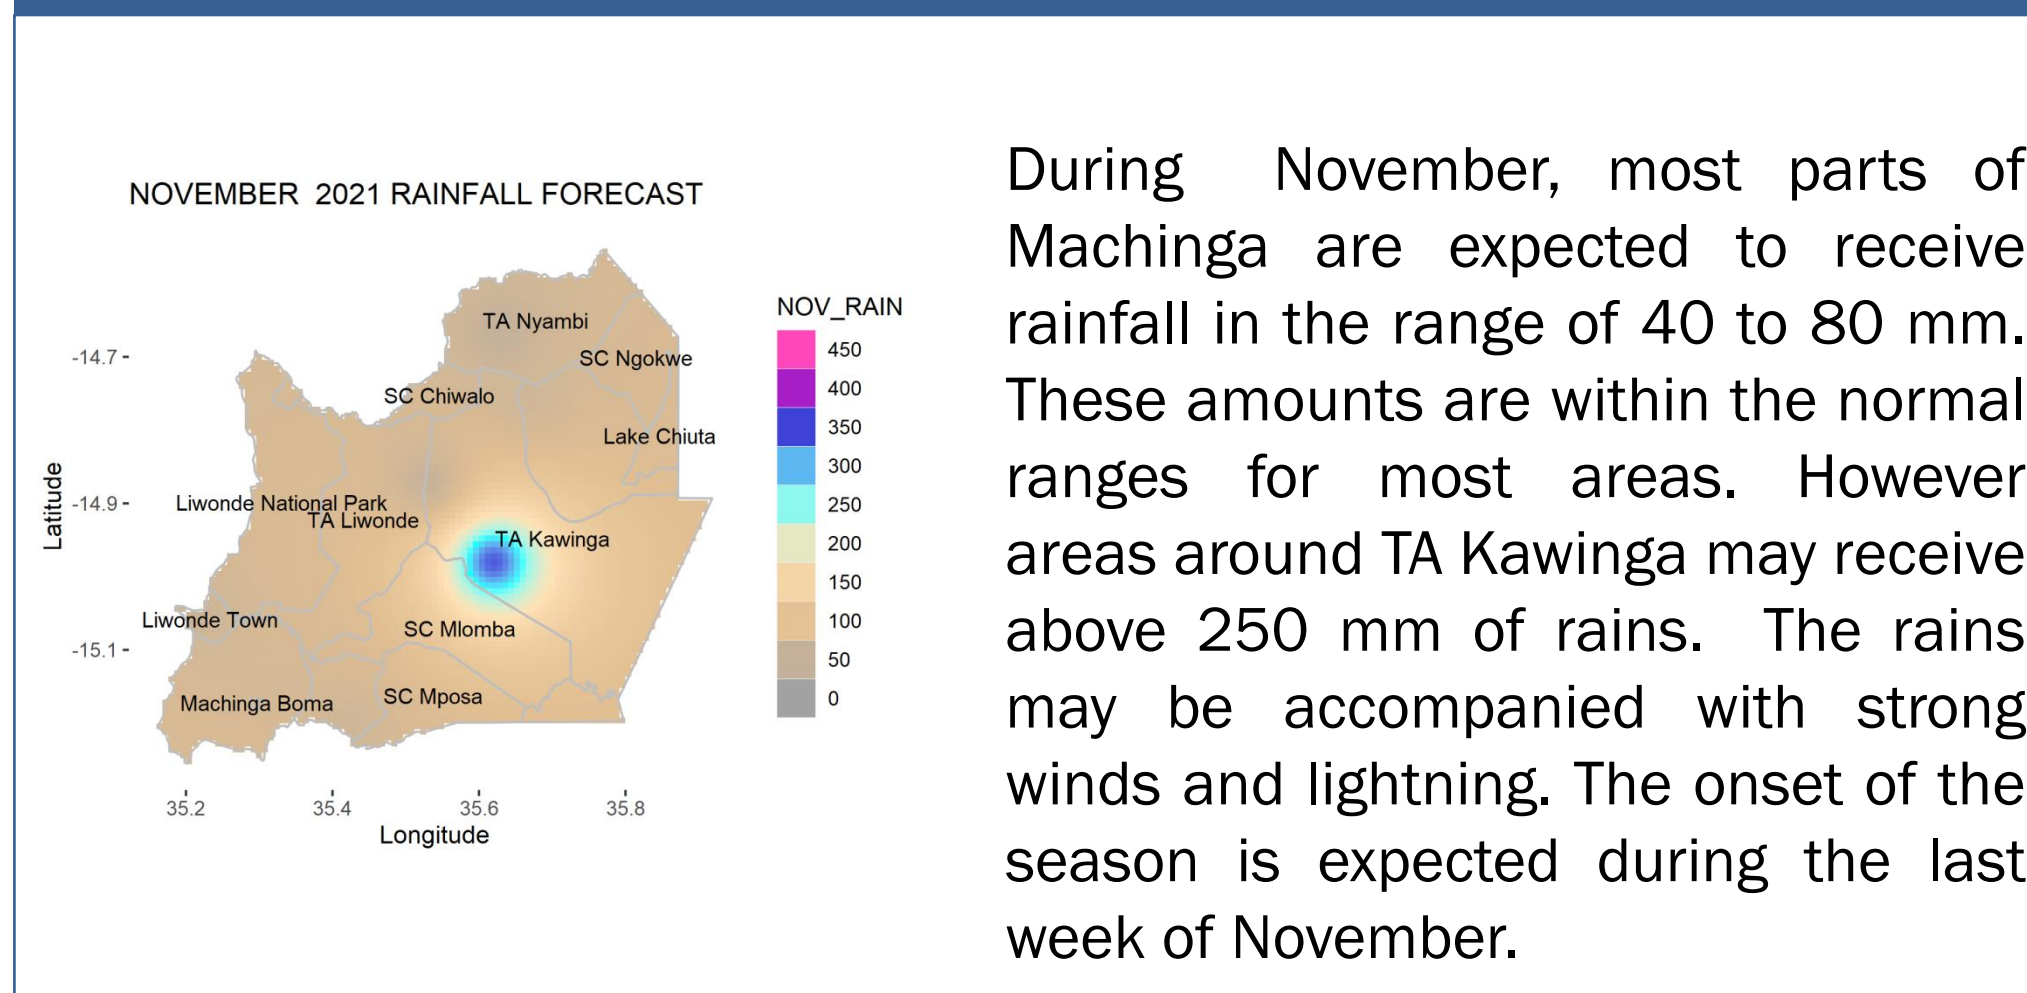 NOVEMBER 2021 RAINFALL FORECAST
NOV_RAIN
450
400
350
300
250
200
150
100
50
0
Latitude
-14.7
-14.9
-15.1
TA Nyambi
SC Ngokwe
SC Chiwalo
Lake Chiuta
Liwonde National Park
TA Liwonde
TA Kawinga
Liwonde Town
SC Mlomba
Machinga Boma
SC Mposa
35.2 35.4 35.6 35.8
Longitude
During November, most parts of
Machinga are expected to receive
rainfall in the range of 40 to 80 mm.
These amounts are within the normal
ranges for most areas. However
areas around TA Kawinga may receive
above 250 mm of rains. The rains
may be accompanied with strong
winds and lightning. The onset of the
season is expected during the last
week of November.